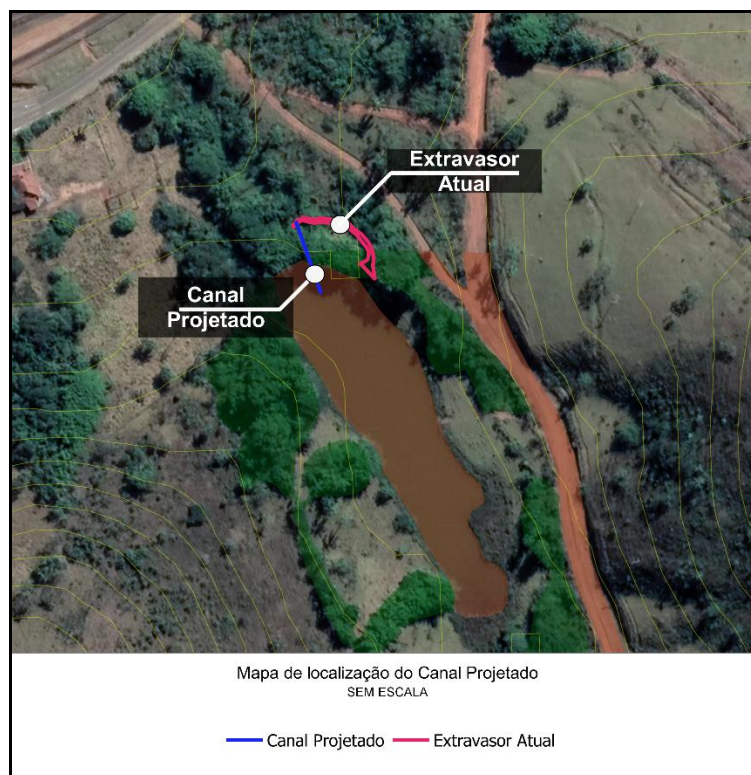 Extravasor
Atual
Canal
Projetado
Mapa de localização do Canal Projetado
SEM ESCALA
Canal Projetado
Extravasor Atual